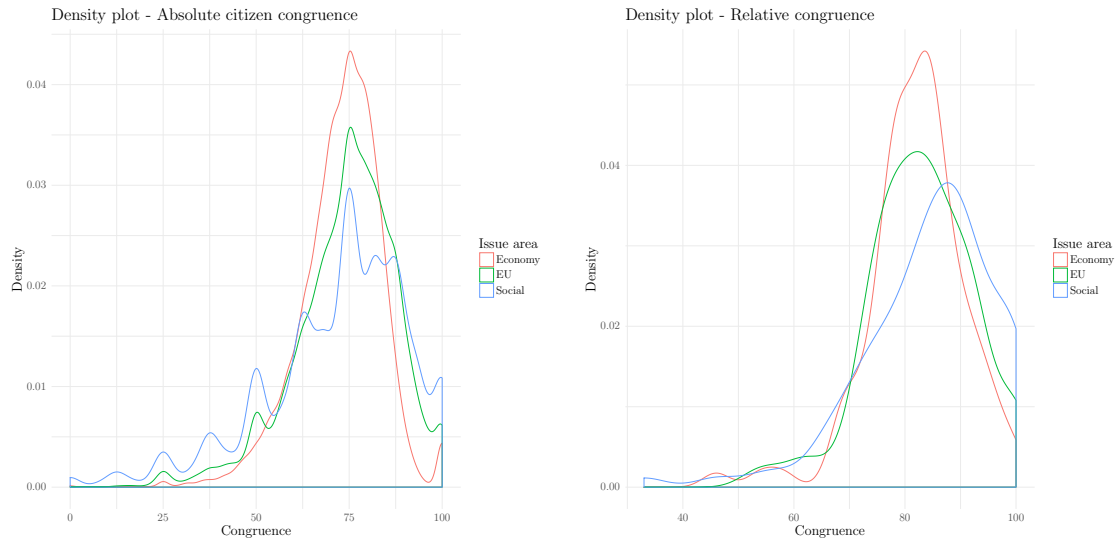 Density plot - Absolute citizen congruence
0.04
0.03
0.02
0.01
0.00
Density
0
25
50
75
100
Congruence
Issue area
Economy
EU
Social
Density plot - Relative congruence
0.04
0.02
0.00
Density
40
60
80
100
Congruence
Issue area
Economy
EU
Social